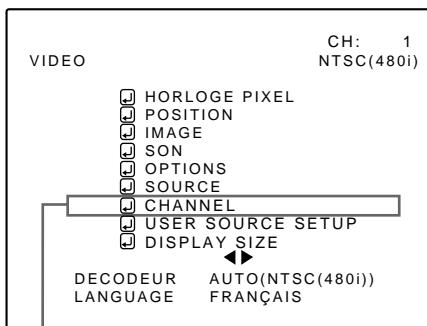 CH: 1
VIDEO NTSC(480i)
HORLOGE PIXEL
POSITION
IMAGE
SON
OPTIONS
SOURCE
CHANNEL
USER SOURCE SETUP
DISPLAY SIZE
DECODEUR AUTO(NTSC(480i))
LANGUAGE FRANÇAIS